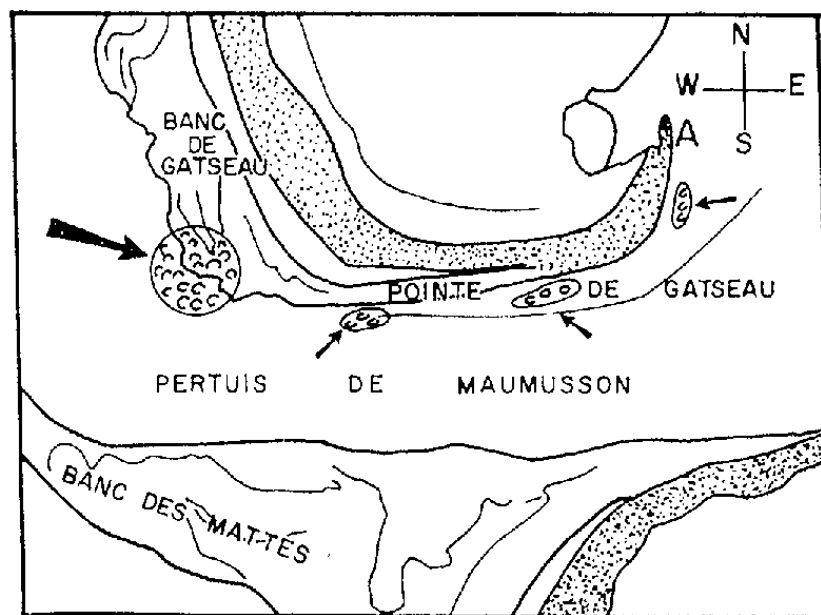 N
W E
S
A
BANC
DE
GATSEAU
POINTE DE GATSEAU
PERTUIS DE MAUMUSSON
BANC DES MATTES